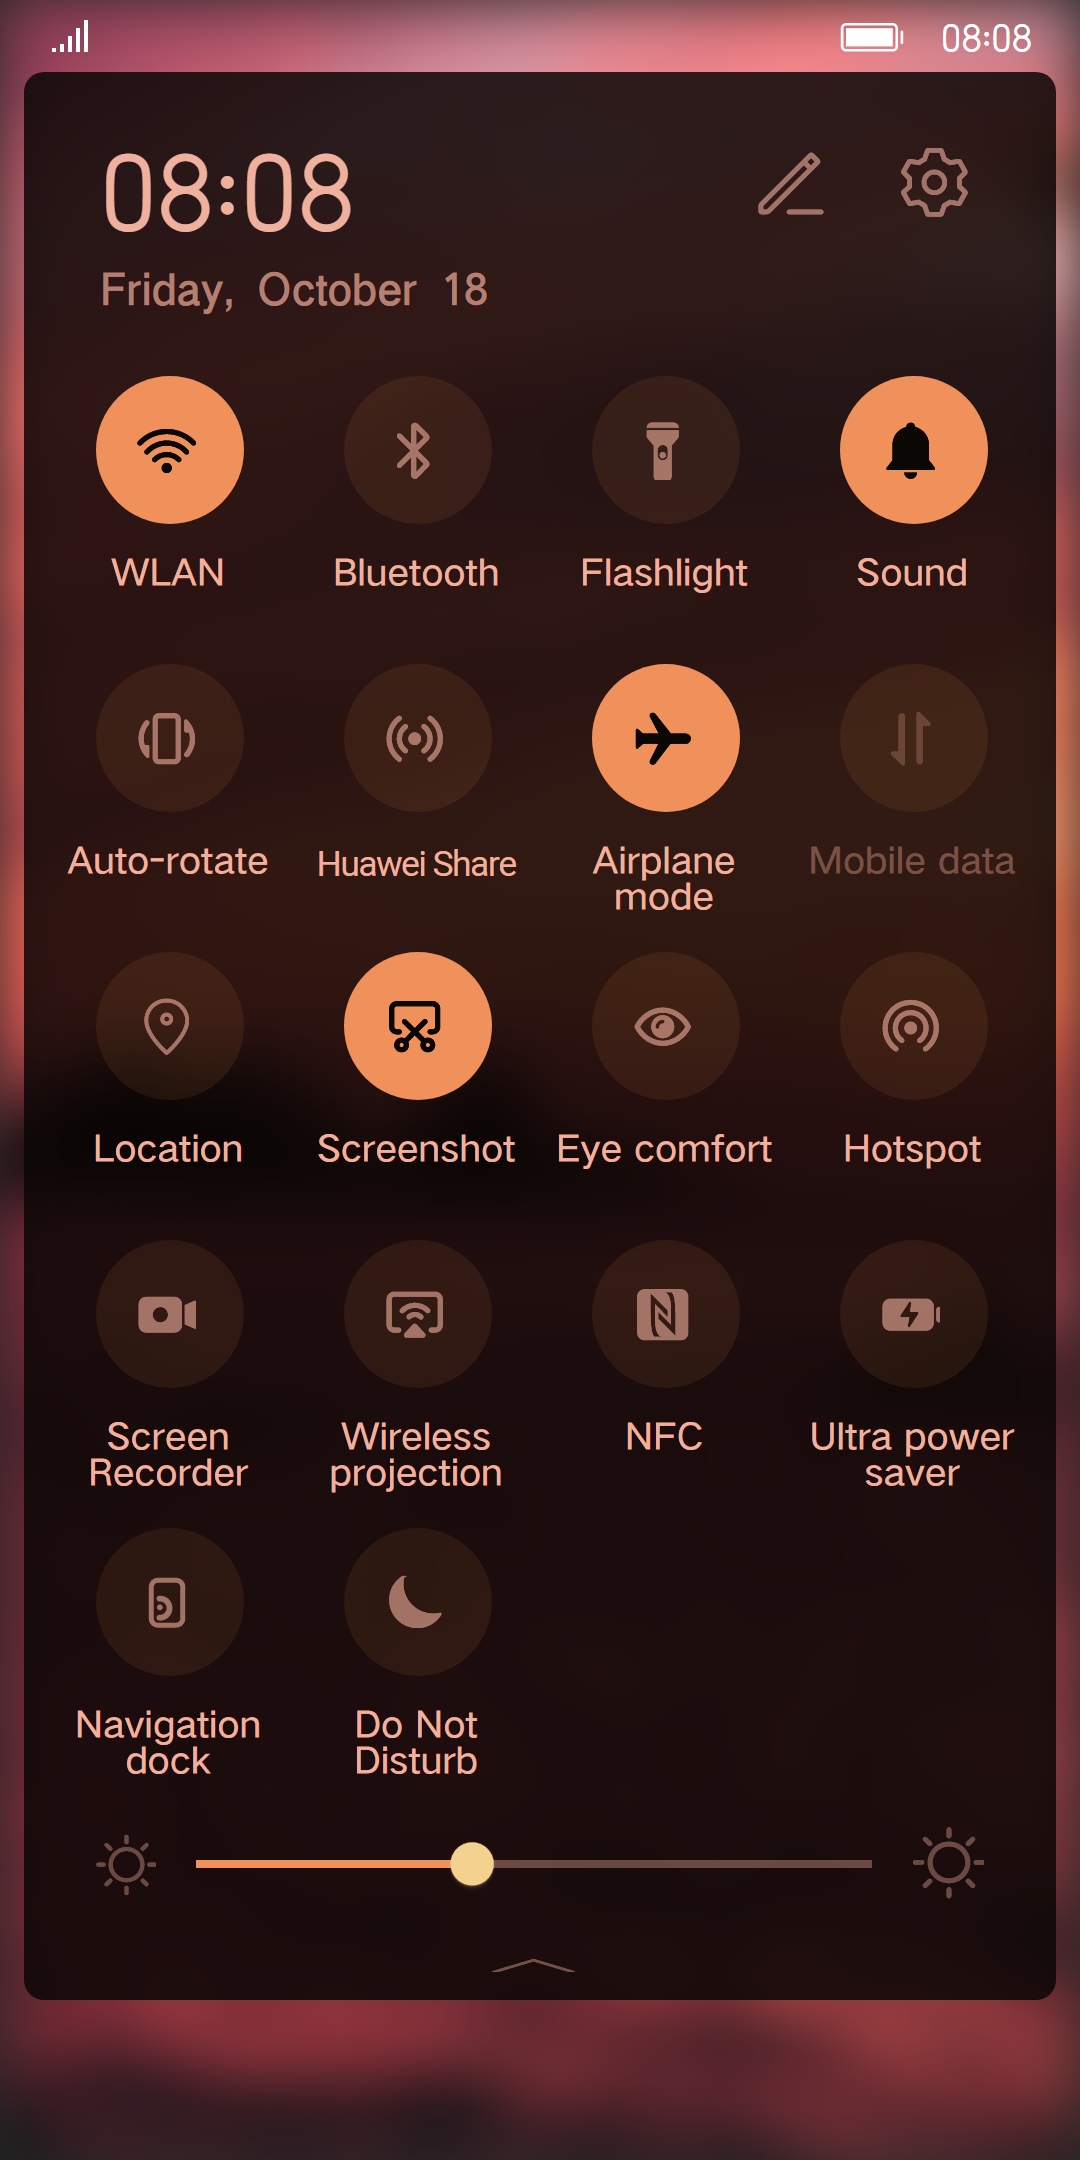 08:08
08:08
Friday, October 18
WLAN
Bluetooth
Flashlight
Sound
Auto-rotate
Huawei Share
Airplane
mode
Mobile data
Location
Screenshot
Eye comfort
Hotspot
Screen
Recorder
Wireless
projection
NFC
Ultra power
saver
Navigation
dock
Do Not
Disturb